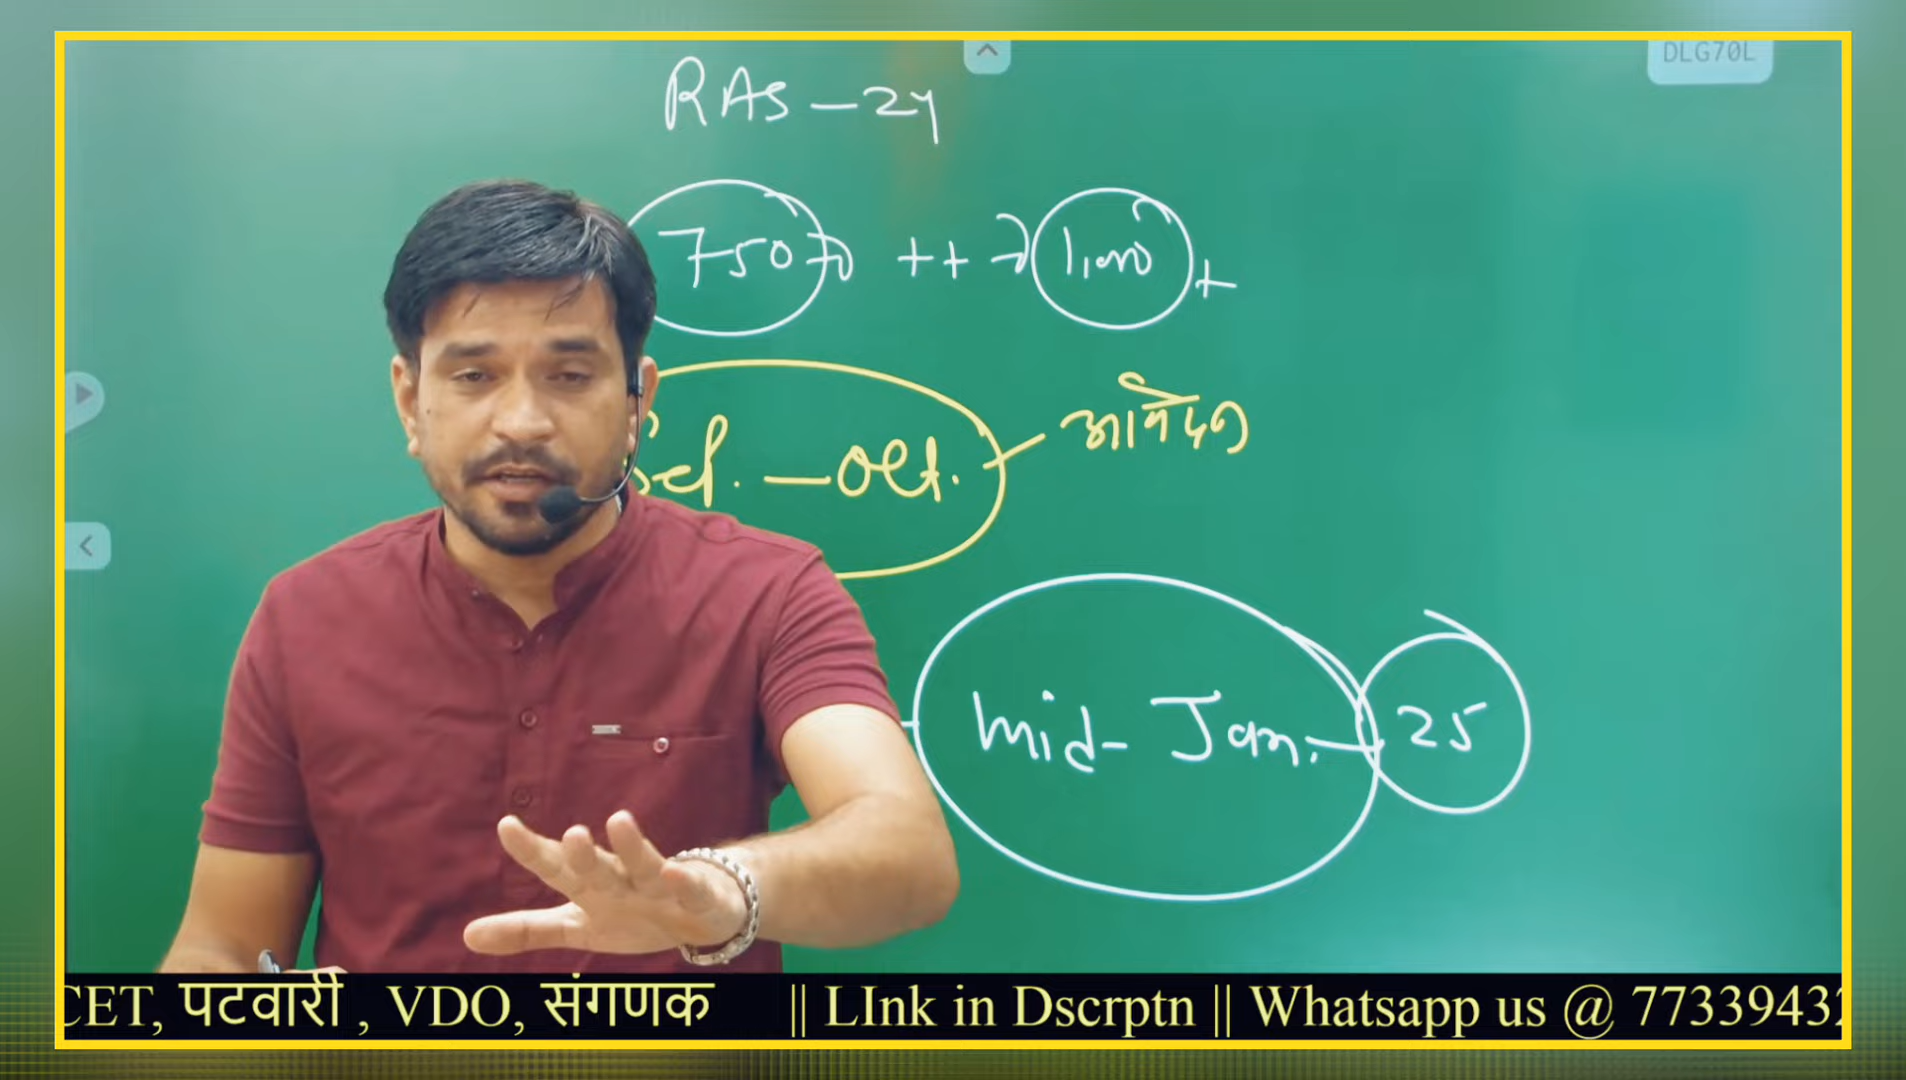 DLG70L
RAS - 24
750 ++ → 1,000 +
- Oct. - आवेदन
Mid - Jan. - 25
CET, पटवारी , VDO, संगणक || LInk in Dscrptn || Whatsapp us @ 7733943